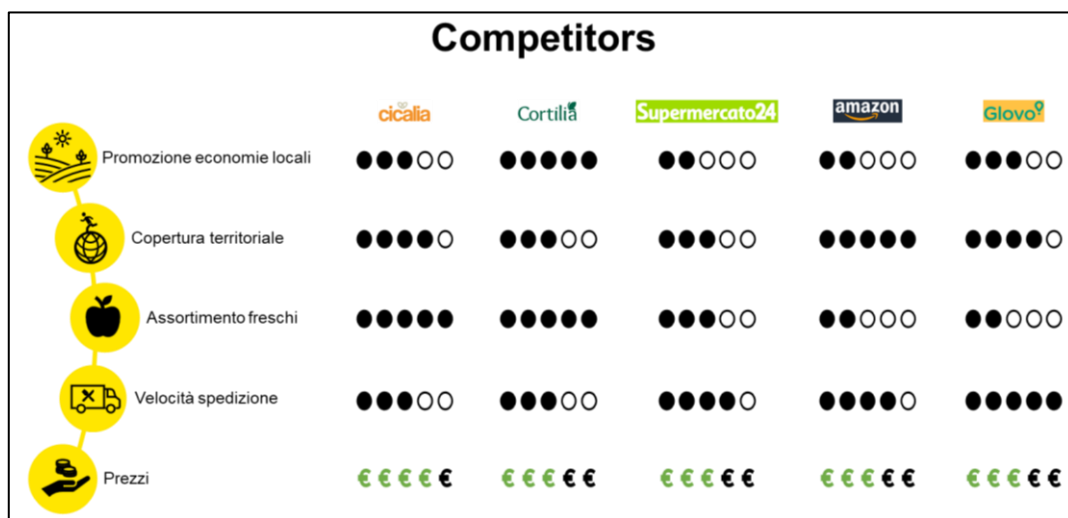 Competitors
cicalia Cortilia Supermercato24 amazon Glovo
Promozione economie locali
Copertura territoriale
Assortimento freschi
Velocità spedizione
Prezzi € € € € € € € € € € € € € € € € € € € € € € € € €